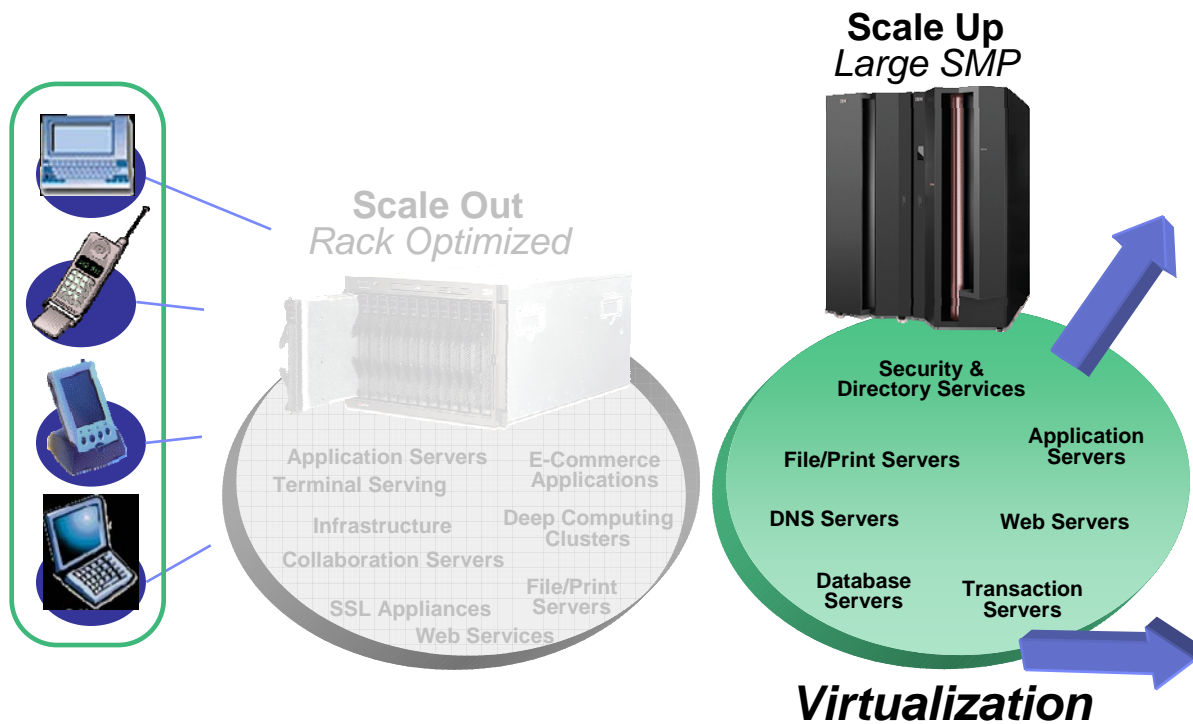 Scale Up
Large SMP
Scale Out
Rack Optimized
Application Servers
Terminal Serving
E-Commerce
Applications
Infrastructure
Deep Computing
Clusters
Collaboration Servers
File/Print
Servers
SSL Appliances
Web Services
Security &
Directory Services
Application
Servers
File/Print Servers
DNS Servers
Web Servers
Database
Servers
Transaction
Servers
Virtualization